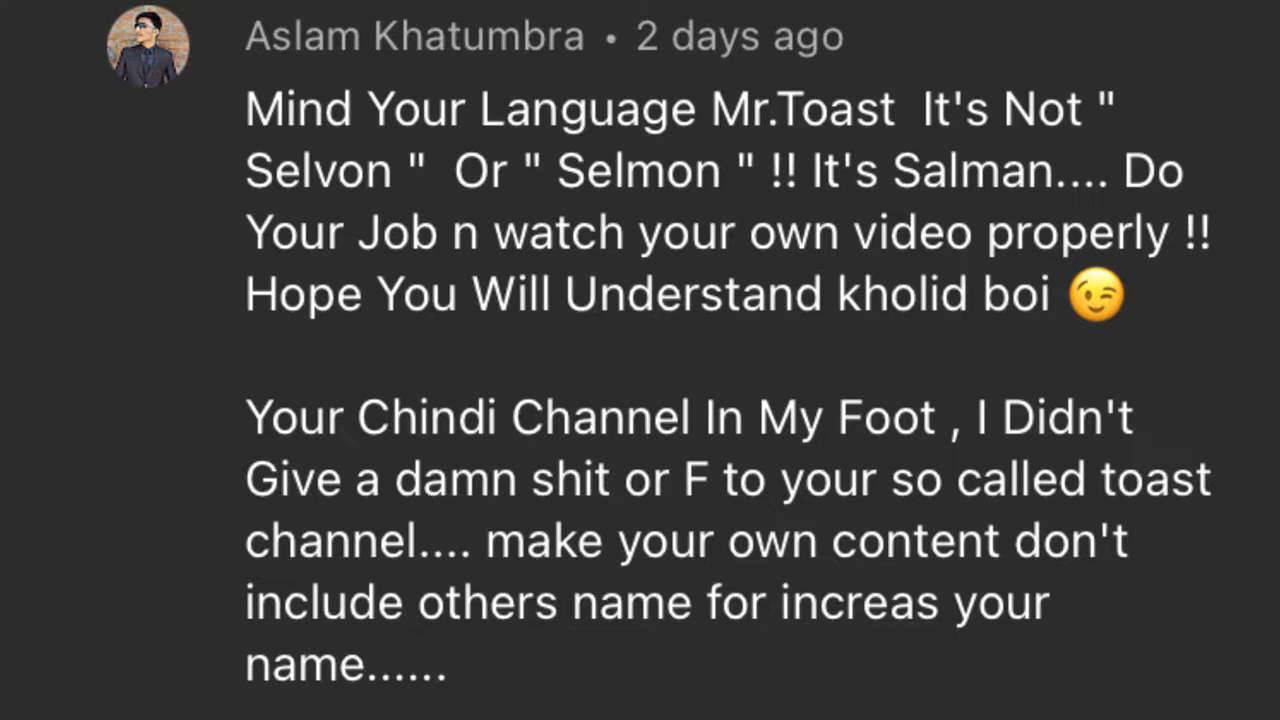 Aslam Khatumbra • 2 days ago
Mind Your Language Mr.Toast  It's Not "
Selvon "  Or " Selmon " !! It's Salman.... Do
Your Job n watch your own video properly !!
Hope You Will Understand kholid boi 😉
Your Chindi Channel In My Foot , I Didn't
Give a damn shit or F to your so called toast
channel.... make your own content don't
include others name for increas your
name......